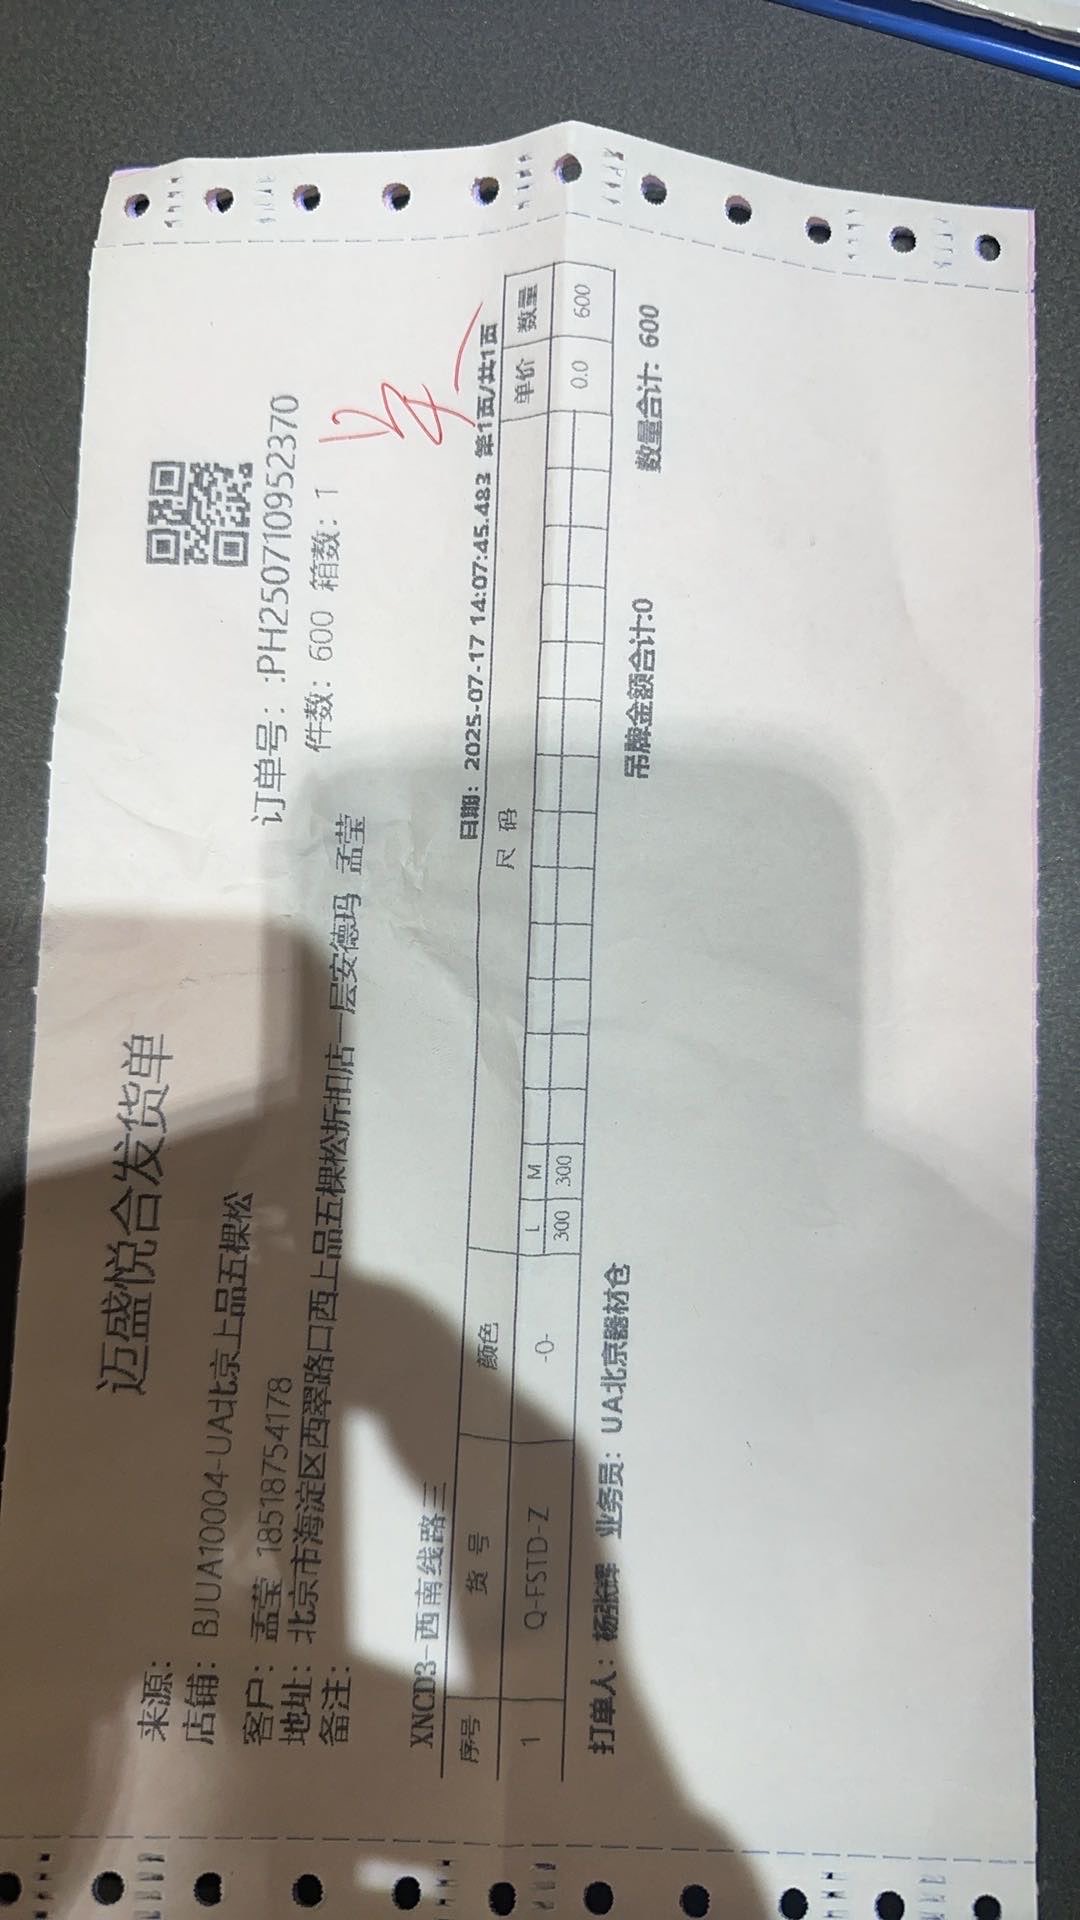 迈盛悦合发货单
来源:
店铺: BJUA10004-UA北京上品五棵松
订单号: :PH250710952370
客户: 孟莹 18518754178
件数: 600 箱数: 1
地址: 北京市海淀区西翠路口西上品五棵松折扣店一层安德玛 孟莹
备注:
XNCD3-西南线路三
日期: 2025-07-17 14:07:45.483 第1页/共1页
序号 货号 颜色 尺码 单价 数量
L M
1 Q-FSTD-Z -0- 300 300 0.0 600
打单人: 杨张辉 业务员: UA北京器材仓 吊牌金额合计:0 数量合计: 600